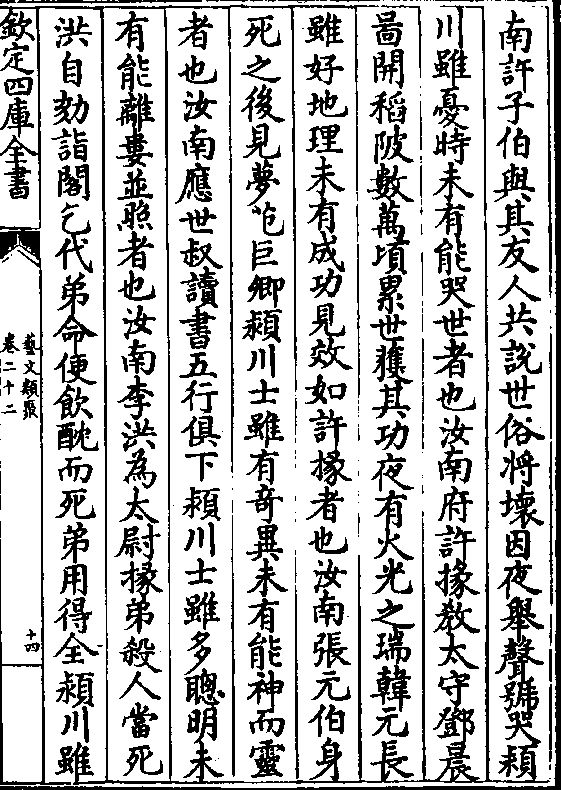 南許子伯與其友人共說世俗將壞因夜舉聲號哭頴
川雖憂時未有能哭世者也汝南府許掾教太守鄧晨
啚開稻陂數萬頃累世獲其功夜有火光之瑞韓元長
雖好地理未有成功見效如許掾者也汝南張元伯身
死之後見夢范巨卿頴川士雖有竒異未有能神而靈
者也汝南應世叔讀書五行俱下頴川士雖多聰明未
有能離婁並照者也汝南李洪為太尉掾弟殺人當死
洪自劾詣閣乞代弟命便飲酖而死弟用得全頴川雖
欽定四庫全書
藝文類聚
卷二十二
十四